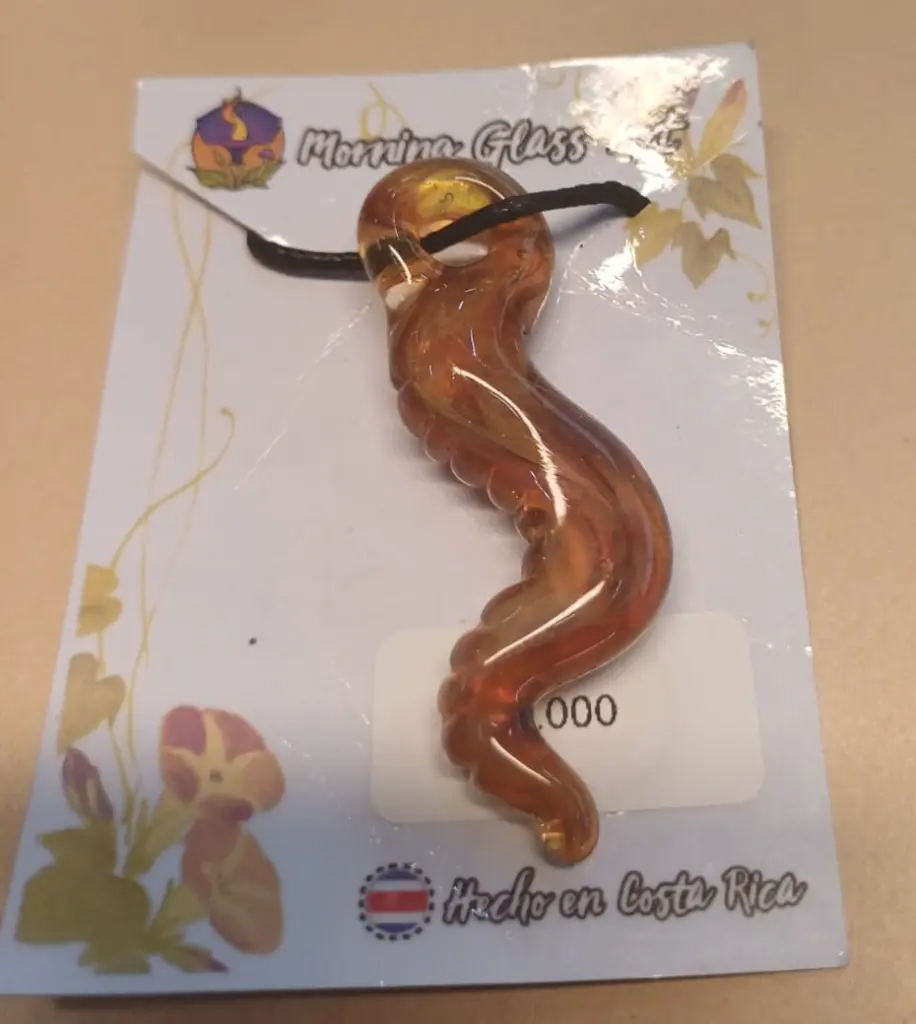 Morning Glass
.000
Hecho en Costa Rica